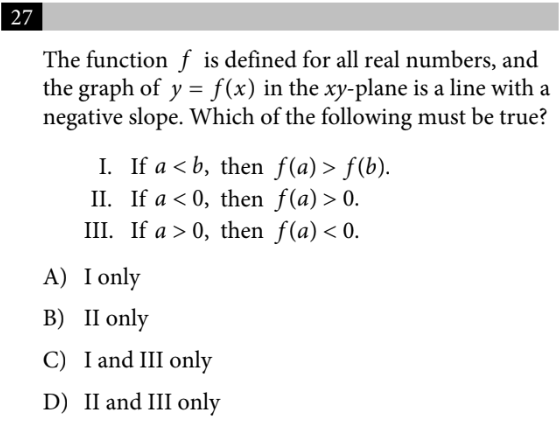 27
The function f is defined for all real numbers, and
the graph of y = f(x) in the xy-plane is a line with a
negative slope. Which of the following must be true?
I. If a < b, then f(a) > f(b).
II. If a < 0, then f(a) > 0.
III. If a > 0, then f(a) < 0.
A) I only
B) II only
C) I and III only
D) II and III only